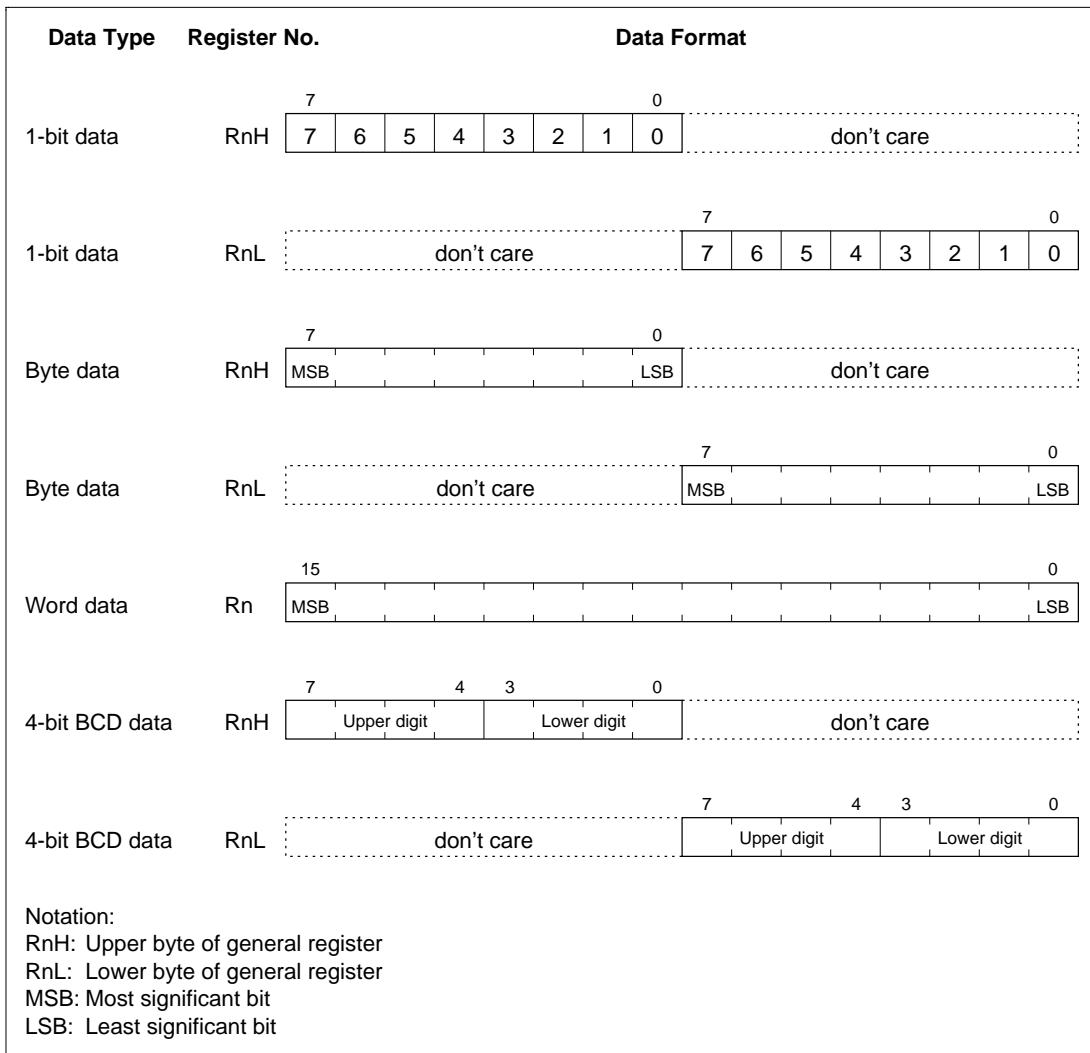 Data Type Register No. Data Format
7 0
1-bit data RnH 7 6 5 4 3 2 1 0 don't care
7 0
1-bit data RnL don't care 7 6 5 4 3 2 1 0
7 0
Byte data RnH MSB LSB don't care
7 0
Byte data RnL don't care MSB LSB
15 0
Word data Rn MSB LSB
7 4 3 0
4-bit BCD data RnH Upper digit Lower digit don't care
7 4 3 0
4-bit BCD data RnL don't care Upper digit Lower digit
Notation:
RnH: Upper byte of general register
RnL: Lower byte of general register
MSB: Most significant bit
LSB: Least significant bit